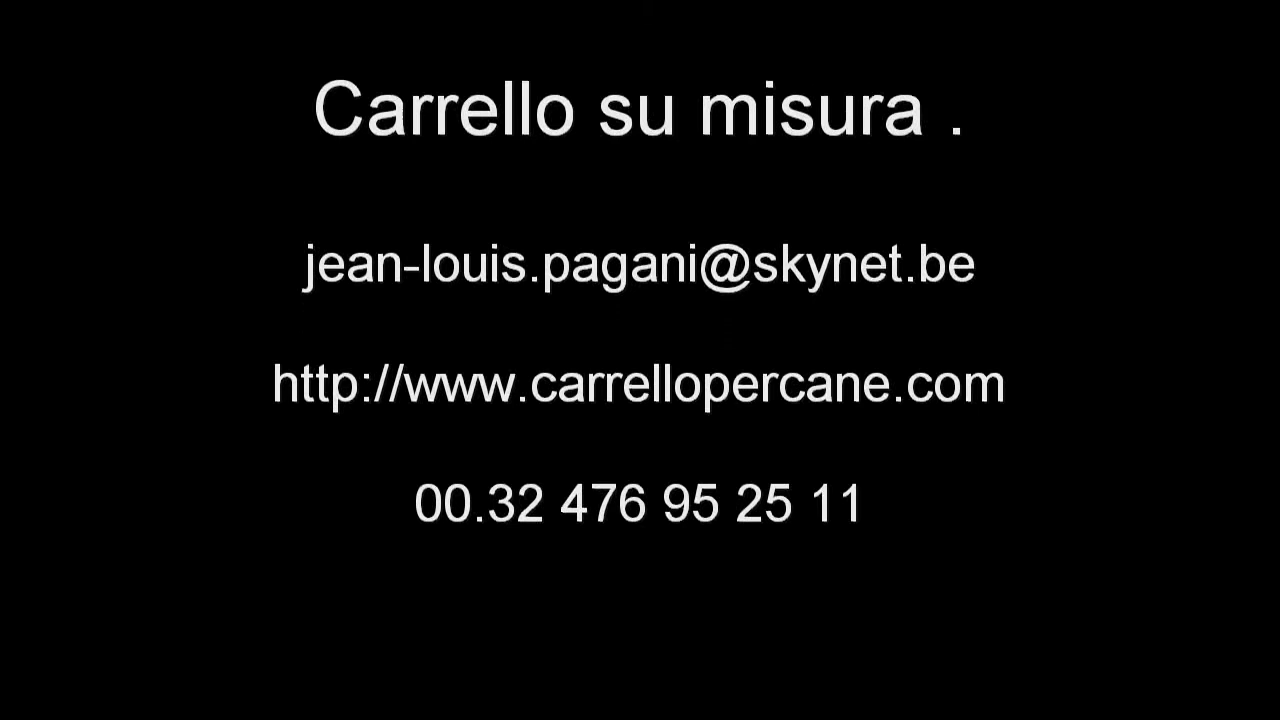 Carrello su misura .
jean-louis.pagani@skynet.be
http://www.carrellopercane.com
00.32 476 95 25 11